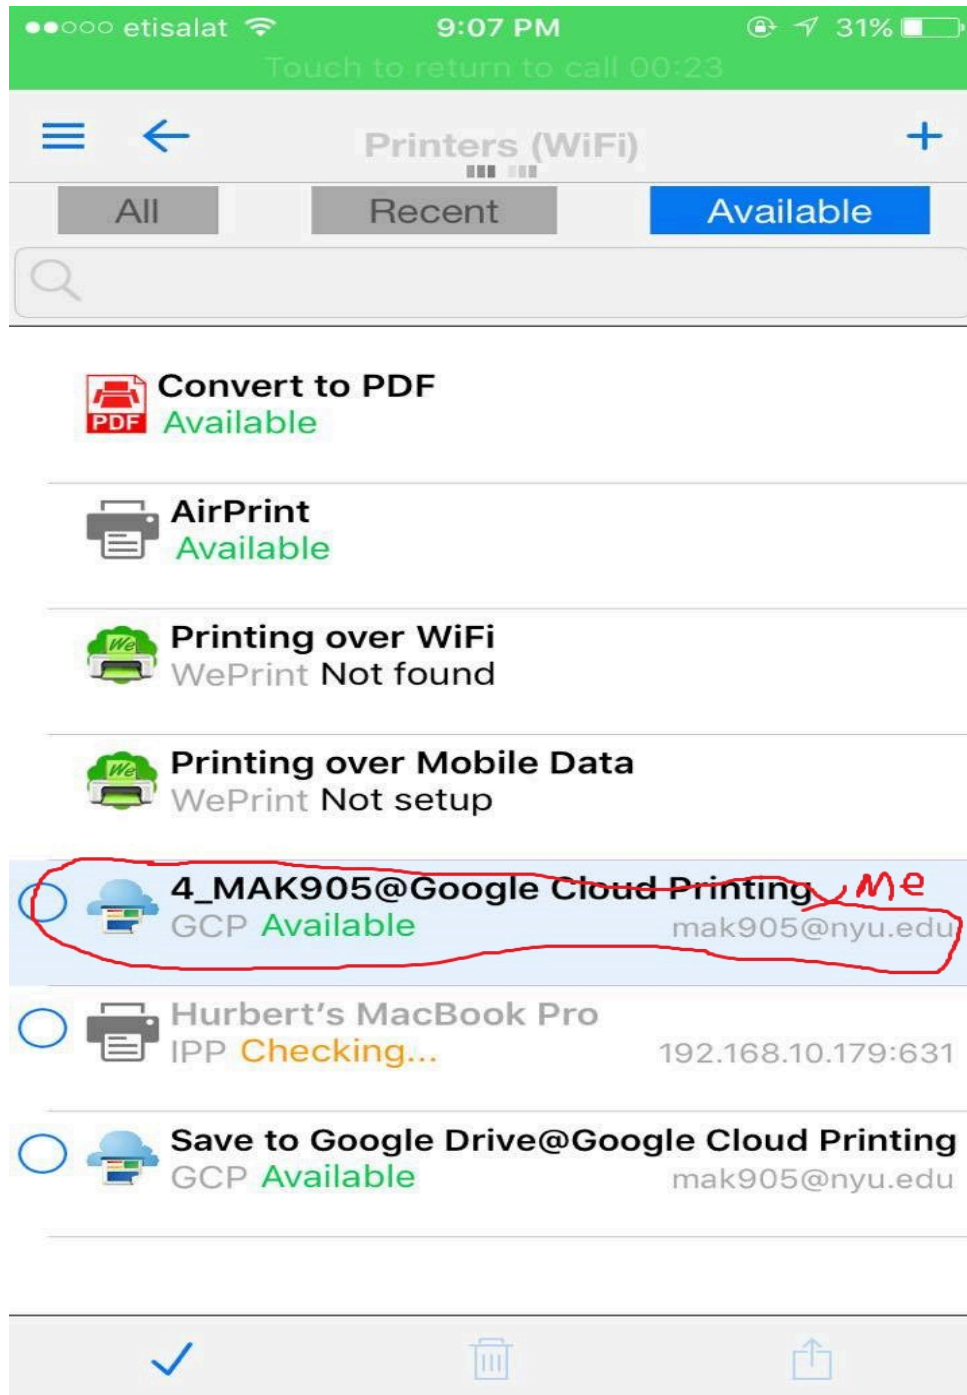 etisalat 9:07 PM 31%
Touch to return to call 00:23
Printers (WiFi)
All Recent Available
Convert to PDF
PDF Available
AirPrint
Available
We Printing over WiFi
WePrint Not found
We Printing over Mobile Data
WePrint Not setup
4_MAK905@Google Cloud Printing Me
GCP Available mak905@nyu.edu
Hurbert's MacBook Pro
IPP Checking... 192.168.10.179:631
Save to Google Drive@Google Cloud Printing
GCP Available mak905@nyu.edu